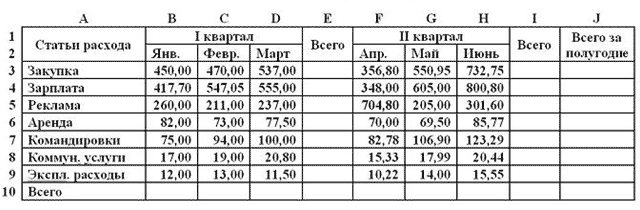 A B C D E F G H I J
1 Статьи расхода I квартал Всего II квартал Всего Всего за полугодие
2 Янв. Февр. Март Апр. Май Июнь
3 Закупка 450,00 470,00 537,00 356,80 550,95 732,75
4 Зарплата 417,70 547,05 555,00 348,00 605,00 800,80
5 Реклама 260,00 211,00 237,00 704,80 205,00 301,60
6 Аренда 82,00 73,00 77,50 70,00 69,50 85,77
7 Командировки 75,00 94,00 100,00 82,78 106,90 123,29
8 Коммун. услуги 17,00 19,00 20,80 15,33 17,99 20,44
9 Экспл. расходы 12,00 13,00 11,50 10,22 14,00 15,55
10 Всего